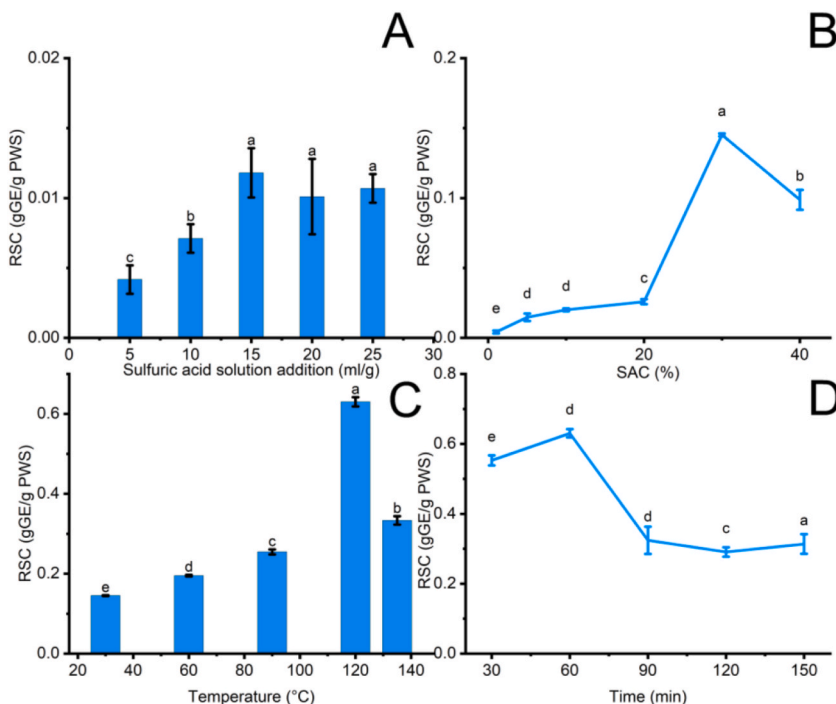 A
RSC (gGE/g PWS)
0.02
0.01
0.00
c
b
a
a
a
0 5 10 15 20 25 30
Sulfuric acid solution addition (ml/g)
B
RSC (gGE/g PWS)
0.2
0.1
0.0
e
d
d
c
a
b
0 20 40
SAC (%)
C
RSC (gGE/g PWS)
0.6
0.4
0.2
0.0
e
d
c
a
b
20 40 60 80 100 120 140
Temperature (°C)
D
RSC (gGE/g PWS)
0.8
0.6
0.4
0.2
0.0
e
d
d
c
a
30 60 90 120 150
Time (min)